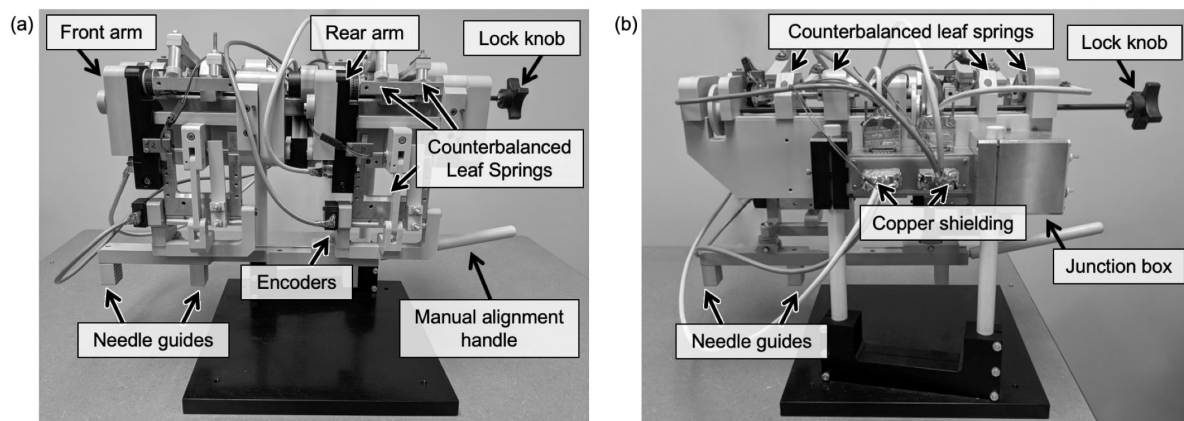 (a)
Front arm
Rear arm
Lock knob
Counterbalanced
Leaf Springs
Encoders
Needle guides
Manual alignment
handle
(b)
Counterbalanced leaf springs
Lock knob
Copper shielding
Junction box
Needle guides